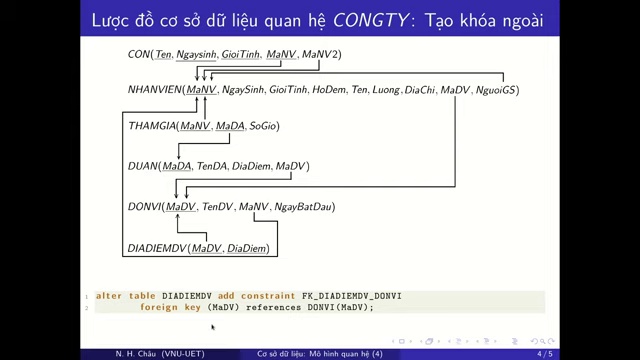 Lược đồ cơ sở dữ liệu quan hệ CONGTY: Tạo khóa ngoài
CON(Ten, Ngaysinh, GioiTinh, MaNV, MaNV2)
NHANVIEN(MaNV, NgaySinh, GioiTinh, HoDem, Ten, Luong, DiaChi, MaDV, NguoiGS)
THAMGIA(MaNV, MaDA, SoGio)
DUAN(MaDA, TenDA, DiaDiem, MaDV)
DONVI(MaDV, TenDV, MaNV, NgayBatDau)
DIADIEMDV(MaDV, DiaDiem)
1 alter table DIADIEMDV add constraint FK_DIADIEMDV_DONVI
2 foreign key (MaDV) references DONVI(MaDV);
N. H. Châu (VNU-UET) Cơ sở dữ liệu: Mô hình quan hệ (4) 4 / 5